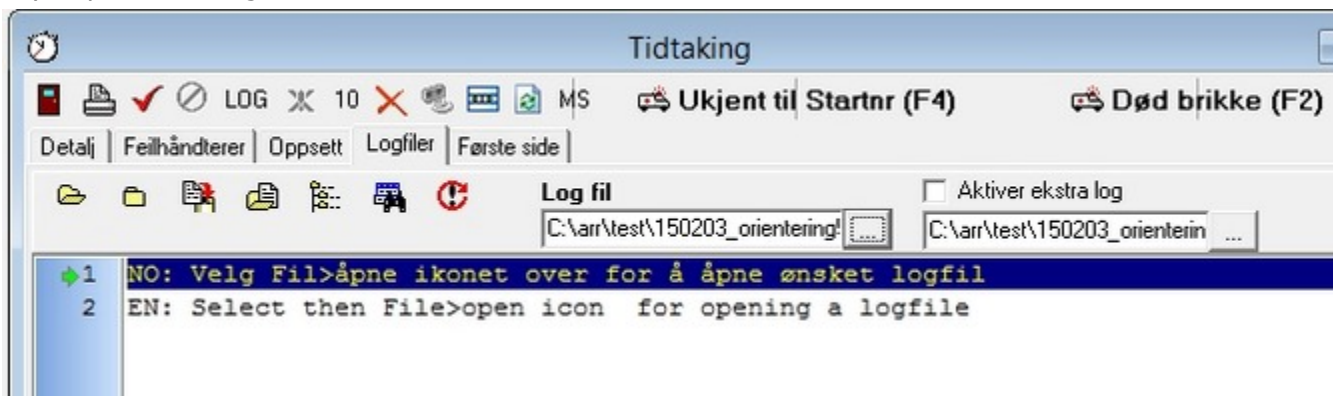 Tidtaking
LOG 10 MS Ukjent til Startnr (F4) Død brikke (F2)
Detalj Feilhåndterer Oppsett Logfiler Første side
Log fil Aktiver ekstra log
C:\arr\test\150203_orientering! ... C:\arr\test\150203_orienterin ...
1 NO: Velg Fil>åpne ikonet over for å åpne ønsket logfil
2 EN: Select then File>open icon for opening a logfile